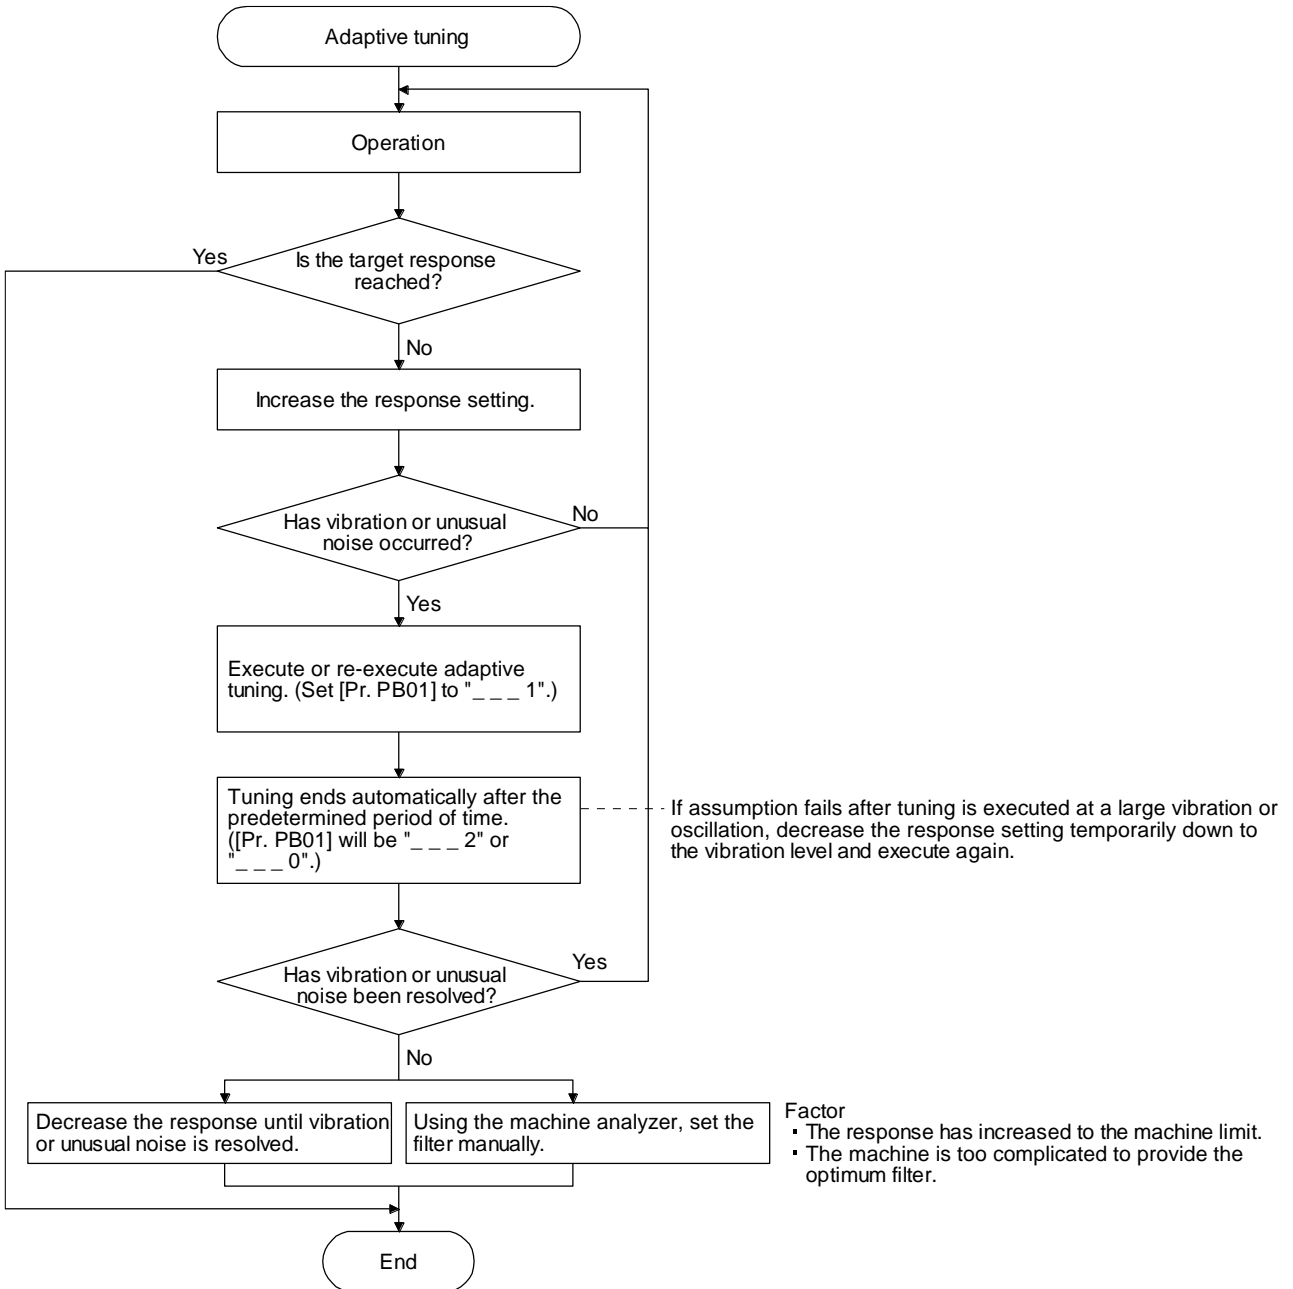 Adaptive tuning
Operation
Yes
Is the target response
reached?
No
Increase the response setting.
Has vibration or unusual
noise occurred?
No
Yes
Execute or re-execute adaptive
tuning. (Set [Pr. PB01] to "_ _ _ 1".)
Tuning ends automatically after the
predetermined period of time.
([Pr. PB01] will be "_ _ _ 2" or
"_ _ _ 0".)
If assumption fails after tuning is executed at a large vibration or
oscillation, decrease the response setting temporarily down to
the vibration level and execute again.
Has vibration or unusual
noise been resolved?
Yes
No
Decrease the response until vibration
or unusual noise is resolved.
Using the machine analyzer, set the
filter manually.
Factor
・The response has increased to the machine limit.
・The machine is too complicated to provide the
optimum filter.
End